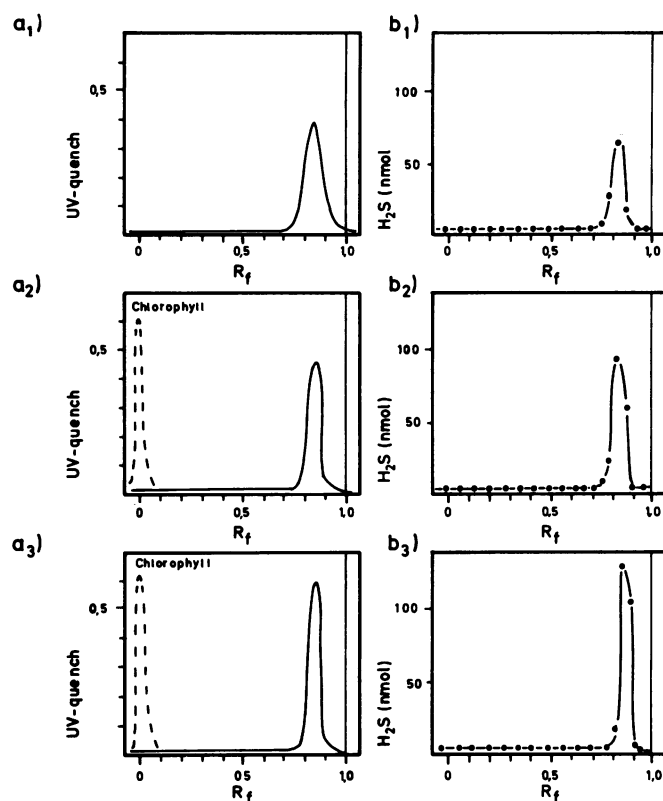 a₁)
UV-quench
0,5
0 0,5 1,0
Rf
b₁)
H₂S (nmol
100
50
0 0,5 1,0
Rf
a₂)
Chlorophyll
UV-quench
0,5
0 0 5 1,0
Rf
b₂)
H₂S (nmol)
100
50
0 0,5 1,0
Rf
a₃)
Chlorophyll
UV-quench
0,5
0 0 5 1,0
Rf
b₃)
H₂S (nmol)
100
50
0 0,5 1,0
Rf